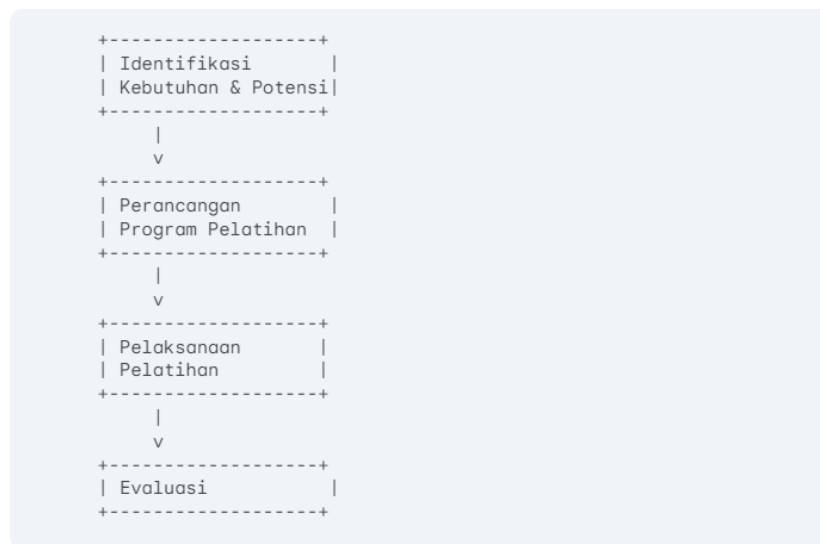 +-------------------+
| Identifikasi       |
| Kebutuhan & Potensi|
+-------------------+
     |
     v
+-------------------+
| Perancangan        |
| Program Pelatihan  |
+-------------------+
     |
     v
+-------------------+
| Pelaksanaan       |
| Pelatihan         |
+-------------------+
     |
     v
+-------------------+
| Evaluasi           |
+-------------------+